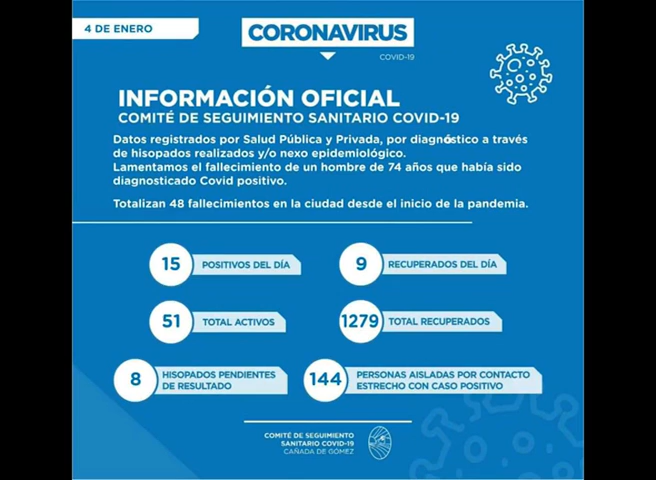 4 DE ENERO
CORONAVIRUS
COVID-19
INFORMACIÓN OFICIAL
COMITÉ DE SEGUIMIENTO SANITARIO COVID-19
Datos registrados por Salud Pública y Privada, por diagnóstico a través
de hisopados realizados y/o nexo epidemiológico.
Lamentamos el fallecimiento de un hombre de 74 años que había sido
diagnosticado Covid positivo.
Totalizan 48 fallecimientos en la ciudad desde el inicio de la pandemia.
15 POSITIVOS DEL DÍA
9 RECUPERADOS DEL DÍA
51 TOTAL ACTIVOS
1279 TOTAL RECUPERADOS
8 HISOPADOS PENDIENTES
DE RESULTADO
144 PERSONAS AISLADAS POR CONTACTO
ESTRECHO CON CASO POSITIVO
COMITÉ DE SEGUIMIENTO
SANITARIO COVID-19
CAÑADA DE GÓMEZ